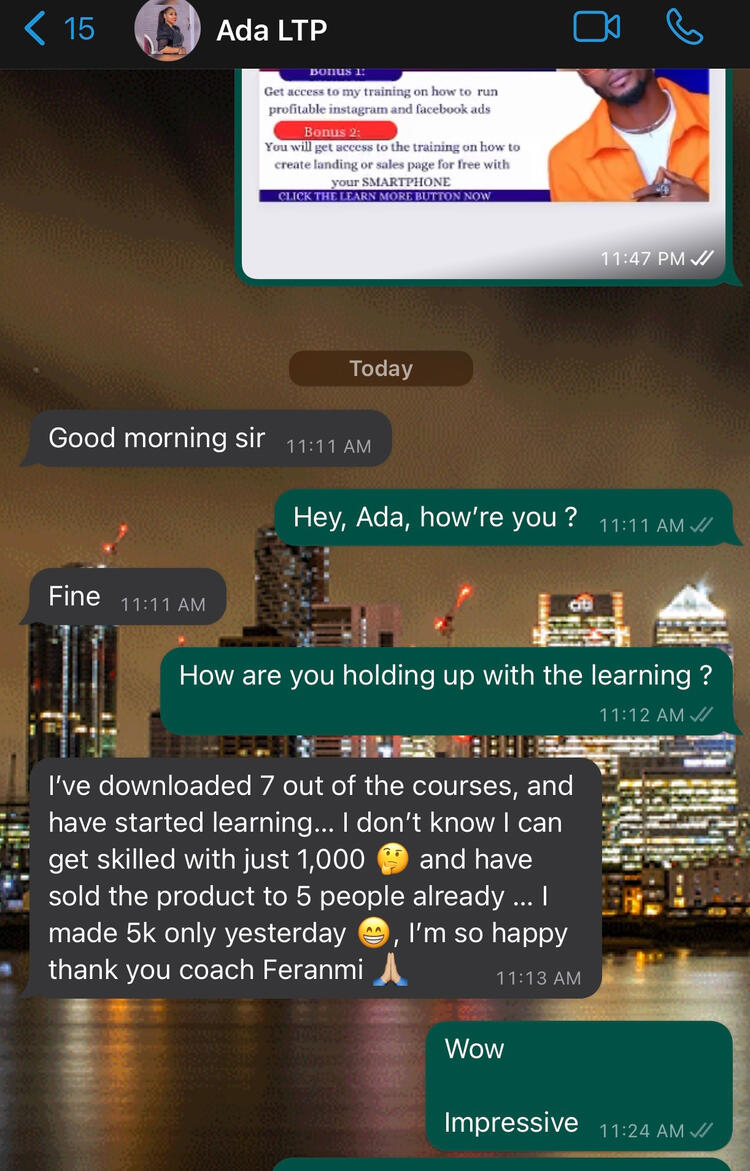 15
Ada LTP
Bonus 1:
Get access to my training on how to run
profitable instagram and facebook ads
Bonus 2:
You will get access to the training on how to
create landing or sales page for free with
your SMARTPHONE
CLICK THE LEARN MORE BUTTON NOW
11:47 PM
Today
Good morning sir 11:11 AM
Hey, Ada, how’re you ? 11:11 AM
Fine 11:11 AM
citi
How are you holding up with the learning ?
11:12 AM
I’ve downloaded 7 out of the courses, and
have started learning... I don’t know I can
get skilled with just 1,000 🤔 and have
sold the product to 5 people already ... I
made 5k only yesterday 😁, I’m so happy
thank you coach Feranmi 🙏🏼 11:13 AM
Wow
Impressive 11:24 AM